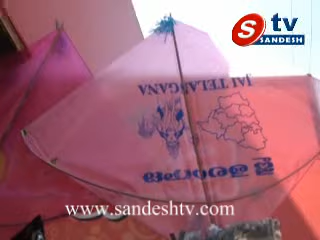 S tv
SANDESH
JAI TELANGANA
జై తెలంగాణ
www.sandeshtv.com